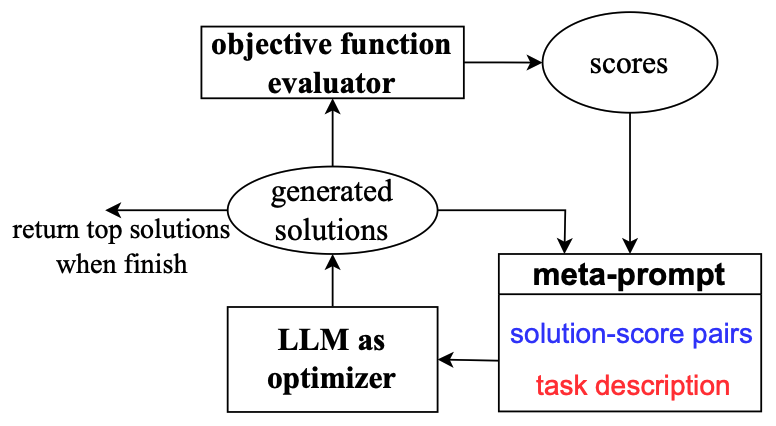 objective function
evaluator
scores
generated
solutions
return top solutions
when finish
meta-prompt
solution-score pairs
task description
LLM as
optimizer